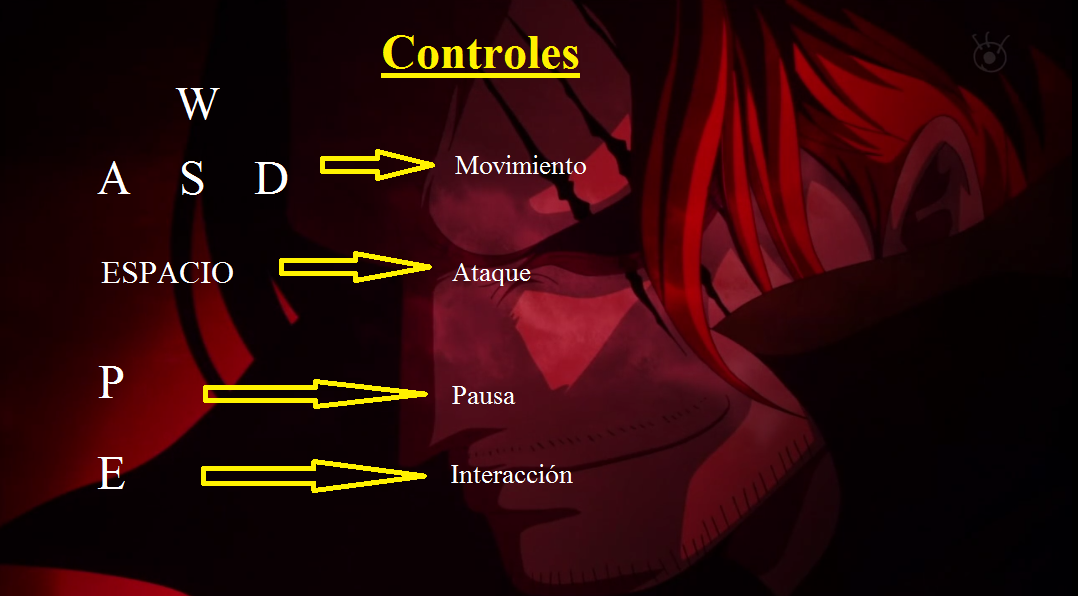 Controles
W
A S D Movimiento
ESPACIO Ataque
P Pausa
E Interacción